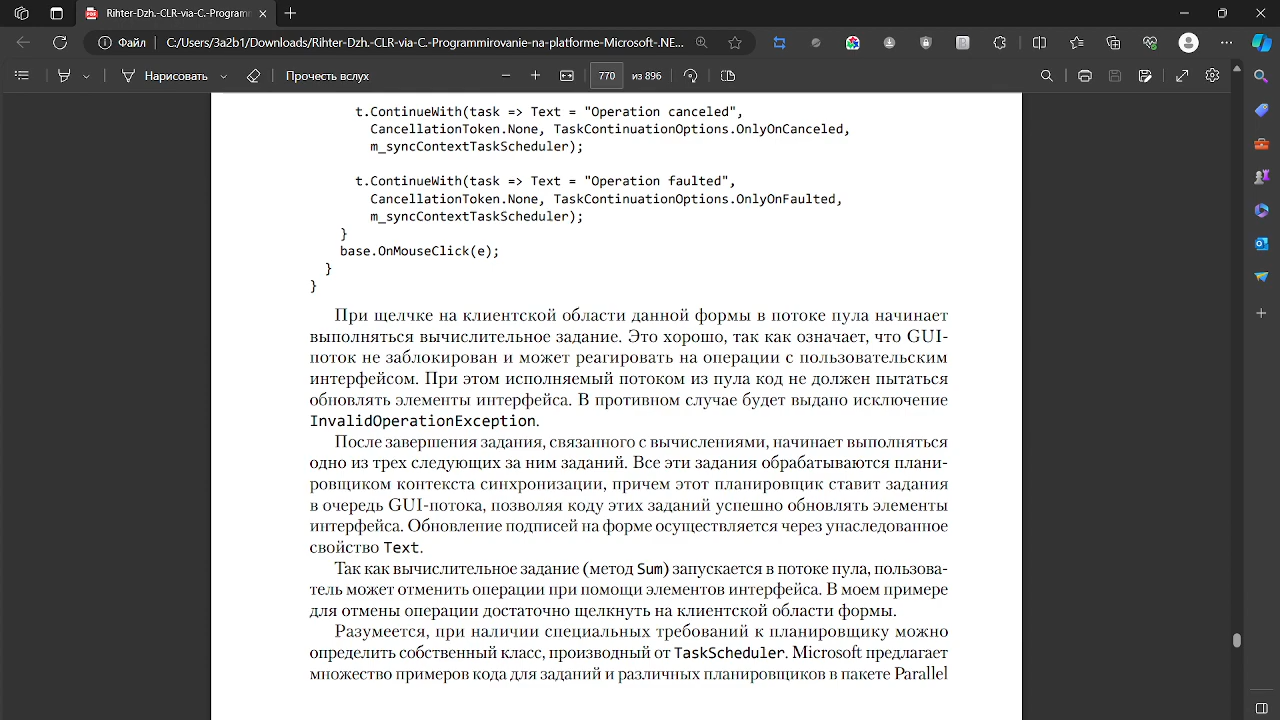 Rihter-Dzh.-CLR-via-C.-Programm
Файл
C:/Users/3a2b1/Downloads/Rihter-Dzh.-CLR-via-C.-Programmirovanie-na-platforme-Microsoft-.NE...
Нарисовать
Прочесть вслух
770
из 896
t.ContinueWith(task => Text = "Operation canceled",
CancellationToken.None, TaskContinuationOptions.OnlyOnCanceled,
m_syncContextTaskScheduler);
t.ContinueWith(task => Text = "Operation faulted",
CancellationToken.None, TaskContinuationOptions.OnlyOnFaulted,
m_syncContextTaskScheduler);
}
base.OnMouseClick(e);
}
}
При щелчке на клиентской области данной формы в потоке пула начинает
выполняться вычислительное задание. Это хорошо, так как означает, что GUI-
поток не заблокирован и может реагировать на операции с пользовательским
интерфейсом. При этом исполняемый потоком из пула код не должен пытаться
обновлять элементы интерфейса. В противном случае будет выдано исключение
InvalidOperationException.
После завершения задания, связанного с вычислениями, начинает выполняться
одно из трех следующих за ним заданий. Все эти задания обрабатываются плани-
ровщиком контекста синхронизации, причем этот планировщик ставит задания
в очередь GUI-потока, позволяя коду этих заданий успешно обновлять элементы
интерфейса. Обновление подписей на форме осуществляется через унаследованное
свойство Text.
Так как вычислительное задание (метод Sum) запускается в потоке пула, пользова-
тель может отменить операции при помощи элементов интерфейса. В моем примере
для отмены операции достаточно щелкнуть на клиентской области формы.
Разумеется, при наличии специальных требований к планировщику можно
определить собственный класс, производный от TaskScheduler. Microsoft предлагает
множество примеров кода для заданий и различных планировщиков в пакете Parallel